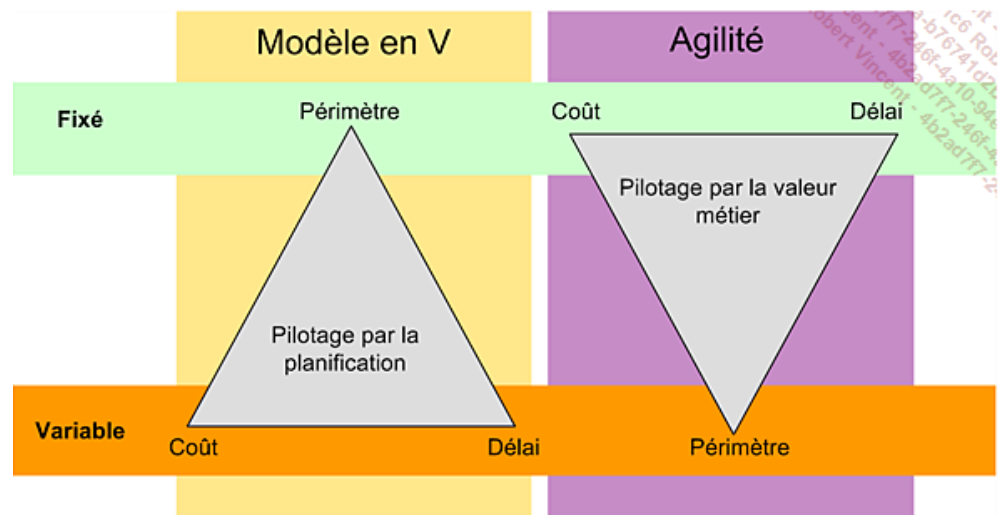 Modèle en V
Agilité
Fixé
Périmètre
Coût
Délai
Pilotage par la valeur
métier
Pilotage par la
planification
Variable
Coût
Délai
Périmètre